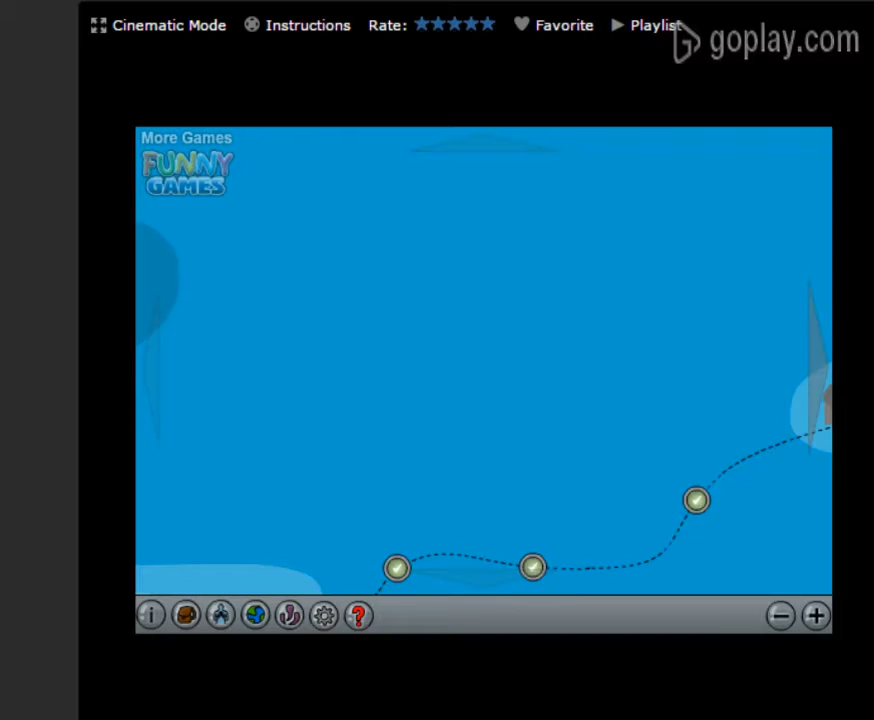 Cinematic Mode Instructions Rate: Favorite Playlist
goplay.com
More Games
FUNNY
GAMES
i ?